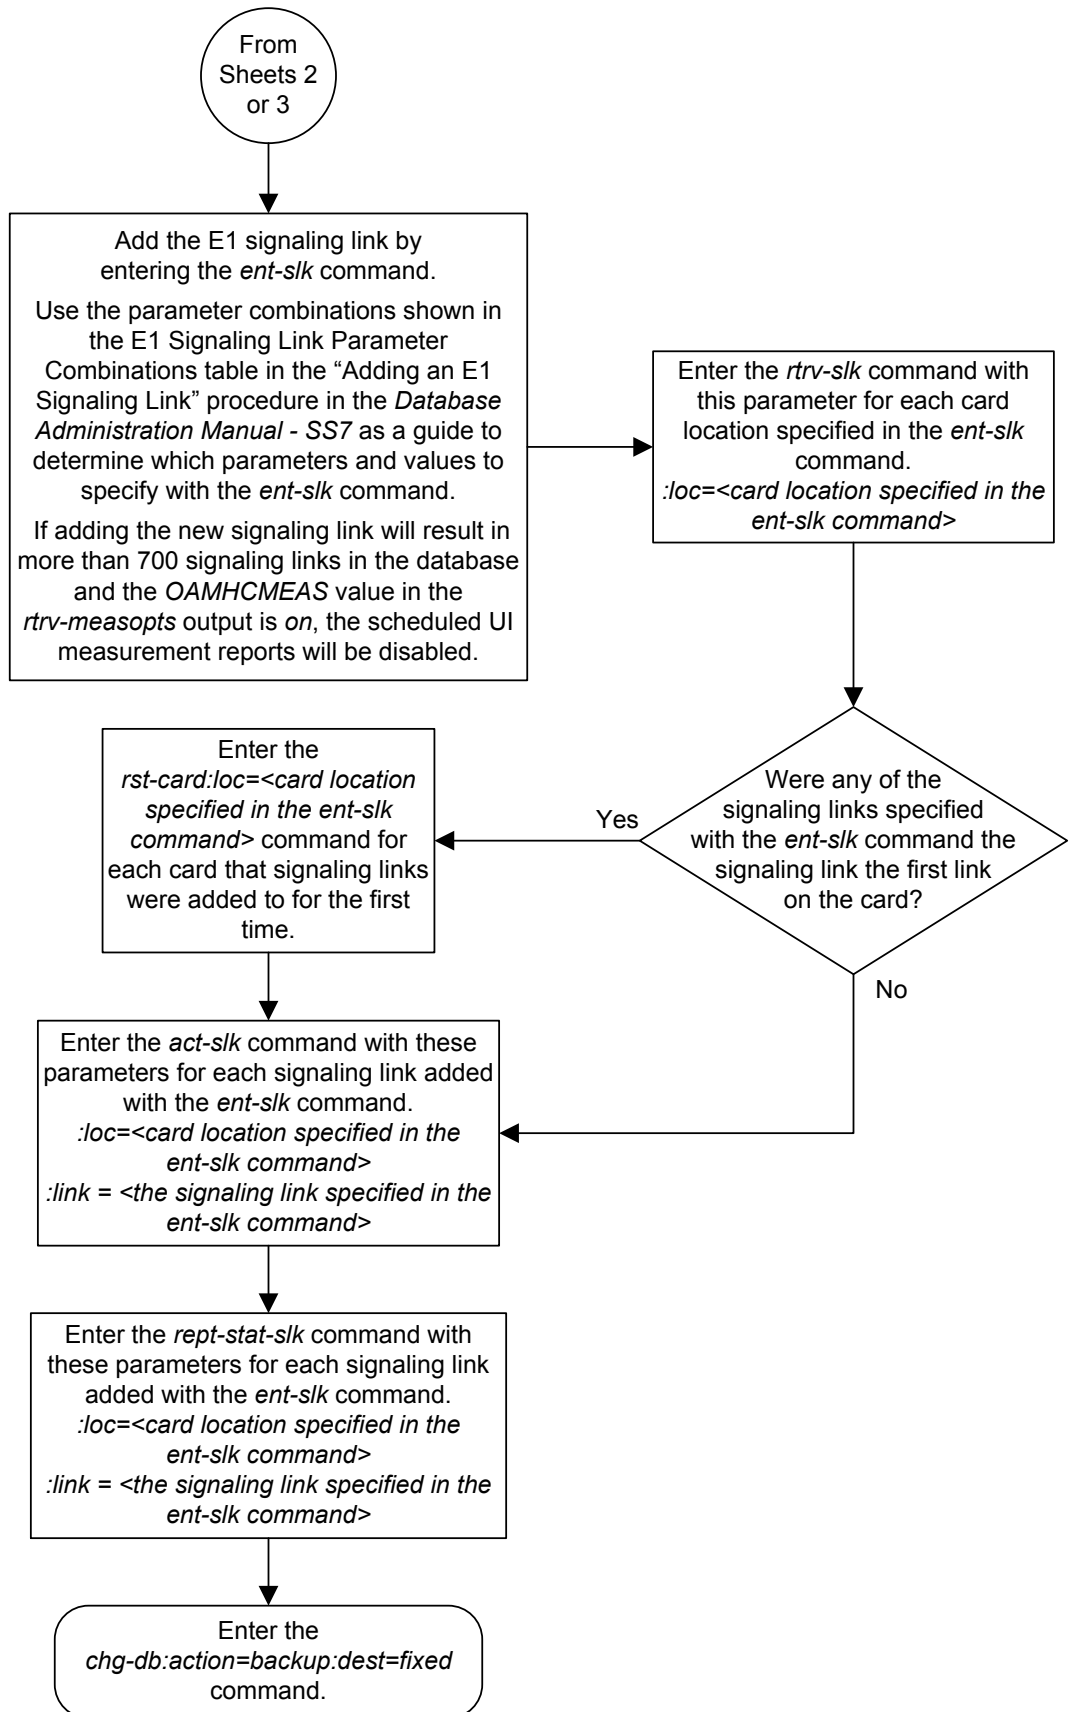 From
Sheets 2
or 3
Add the E1 signaling link by
entering the ent-slk command.
Use the parameter combinations shown in
the E1 Signaling Link Parameter
Combinations table in the “Adding an E1
Signaling Link” procedure in the Database
Administration Manual - SS7 as a guide to
determine which parameters and values to
specify with the ent-slk command.
If adding the new signaling link will result in
more than 700 signaling links in the database
and the OAMHCMEAS value in the
rtrv-measopts output is on, the scheduled UI
measurement reports will be disabled.
Enter the rtrv-slk command with
this parameter for each card
location specified in the ent-slk
command.
:loc=<card location specified in the
ent-slk command>
Were any of the
signaling links specified
with the ent-slk command the
signaling link the first link
on the card?
Yes
No
Enter the
rst-card:loc=<card location
specified in the ent-slk
command> command for
each card that signaling links
were added to for the first
time.
Enter the act-slk command with these
parameters for each signaling link added
with the ent-slk command.
:loc=<card location specified in the
ent-slk command>
:link = <the signaling link specified in the
ent-slk command>
Enter the rept-stat-slk command with
these parameters for each signaling link
added with the ent-slk command.
:loc=<card location specified in the
ent-slk command>
:link = <the signaling link specified in the
ent-slk command>
Enter the
chg-db:action=backup:dest=fixed
command.